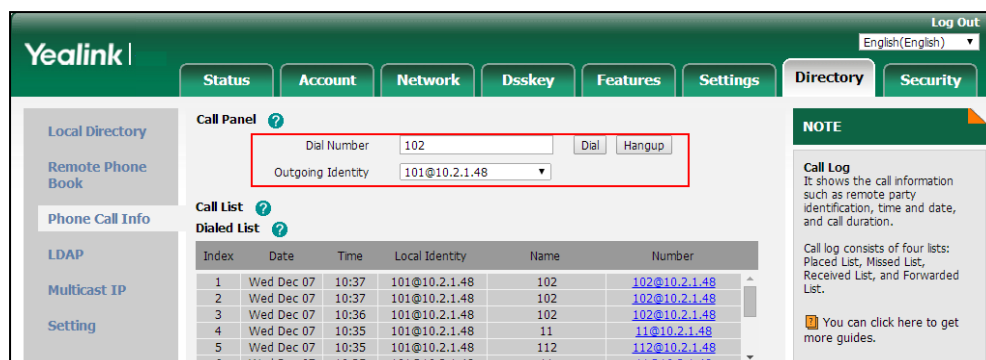 Log Out
English(English)
Yealink
Status Account Network Dsskey Features Settings Directory Security
Local Directory
Remote Phone
Book
Phone Call Info
LDAP
Multicast IP
Setting
Call Panel ?
Dial Number 102 Dial Hangup
Outgoing Identity 101@10.2.1.48
Call List ?
Dialed List ?
Index Date Time Local Identity Name Number
1 Wed Dec 07 10:37 101@10.2.1.48 102 102@10.2.1.48
2 Wed Dec 07 10:37 101@10.2.1.48 102 102@10.2.1.48
3 Wed Dec 07 10:36 101@10.2.1.48 102 102@10.2.1.48
4 Wed Dec 07 10:35 101@10.2.1.48 11 11@10.2.1.48
5 Wed Dec 07 10:35 101@10.2.1.48 112 112@10.2.1.48
NOTE
Call Log
It shows the call information
such as remote party
identification, time and date,
and call duration.
Call log consists of four lists:
Placed List, Missed List,
Received List, and Forwarded
List.
You can click here to get
more guides.